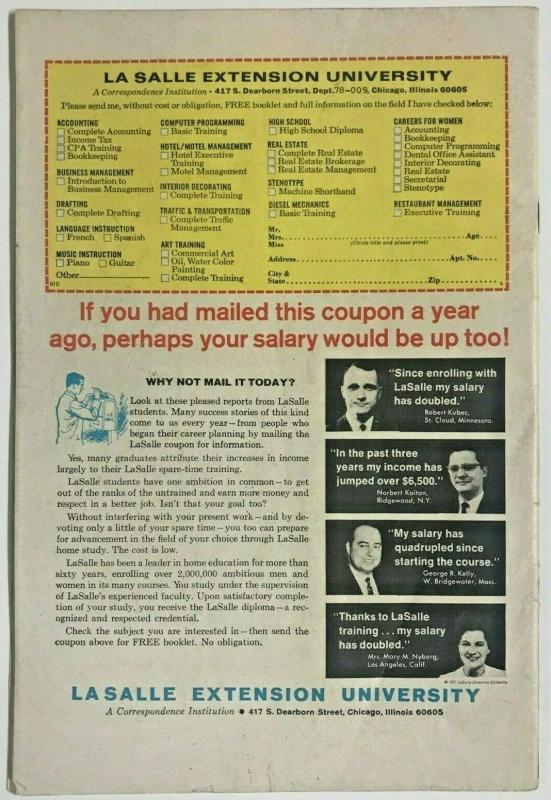 LA SALLE EXTENSION UNIVERSITY
A Correspondence Institution • 417 S. Dearborn Street, Dept. 78-009, Chicago, Illinois 60605
Please send me, without cost or obligation, FREE booklet and full information on the field I have checked below:
ACCOUNTING
Complete Accounting
Income Tax
CPA Training
Bookkeeping
BUSINESS MANAGEMENT
Introduction to
Business Management
DRAFTING
Complete Drafting
LANGUAGE INSTRUCTION
French Spanish
MUSIC INSTRUCTION
Piano Guitar
Other
010
COMPUTER PROGRAMMING
Basic Training
HOTEL/MOTEL MANAGEMENT
Hotel Executive
Training
Motel Management
INTERIOR DECORATING
Complete Training
TRAFFIC & TRANSPORTATION
Complete Traffic
Management
ART TRAINING
Commercial Art
Oil, Water Color
Painting
Complete Training
HIGH SCHOOL
High School Diploma
REAL ESTATE
Complete Real Estate
Real Estate Brokerage
Real Estate Management
STENOTYPE
Machine Shorthand
DIESEL MECHANICS
Basic Training
CAREERS FOR WOMEN
Accounting
Bookkeeping
Computer Programming
Dental Office Assistant
Interior Decorating
Real Estate
Secretarial
Stenotype
RESTAURANT MANAGEMENT
Executive Training
Mr.
Mrs. Age
Miss (Circle title and please print)
Address Apt. No.
City &
State Zip
If you had mailed this coupon a year
ago, perhaps your salary would be up too!
WHY NOT MAIL IT TODAY?
Look at these pleased reports from LaSalle
students. Many success stories of this kind
come to us every year—from people who
began their career planning by mailing the
LaSalle coupon for information.
Yes, many graduates attribute their increases in income
largely to their LaSalle spare-time training.
LaSalle students have one ambition in common—to get
out of the ranks of the untrained and earn more money and
respect in a better job. Isn't that your goal too?
Without interfering with your present work—and by de-
voting only a little of your spare time—you too can prepare
for advancement in the field of your choice through LaSalle
home study. The cost is low.
LaSalle has been a leader in home education for more than
sixty years, enrolling over 2,000,000 ambitious men and
women in its many courses. You study under the supervision
of LaSalle's experienced faculty. Upon satisfactory comple-
tion of your study, you receive the LaSalle diploma—a rec-
ognized and respected credential.
Check the subject you are interested in—then send the
coupon above for FREE booklet. No obligation.
"Since enrolling with
LaSalle my salary
has doubled."
Robert Kubec,
St. Cloud, Minnesota.
"In the past three
years my income has
jumped over $6,500."
Norbert Kaitan,
Ridgewood, N.Y.
"My salary has
quadrupled since
starting the course."
George R. Kelly,
W. Bridgewater, Mass.
"Thanks to LaSalle
training . . . my salary
has doubled."
Mrs. Mary M. Nyberg,
Los Angeles, Calif.
© 1971 LaSalle Extension University
LASALLE EXTENSION UNIVERSITY
A Correspondence Institution • 417 S. Dearborn Street, Chicago, Illinois 60605